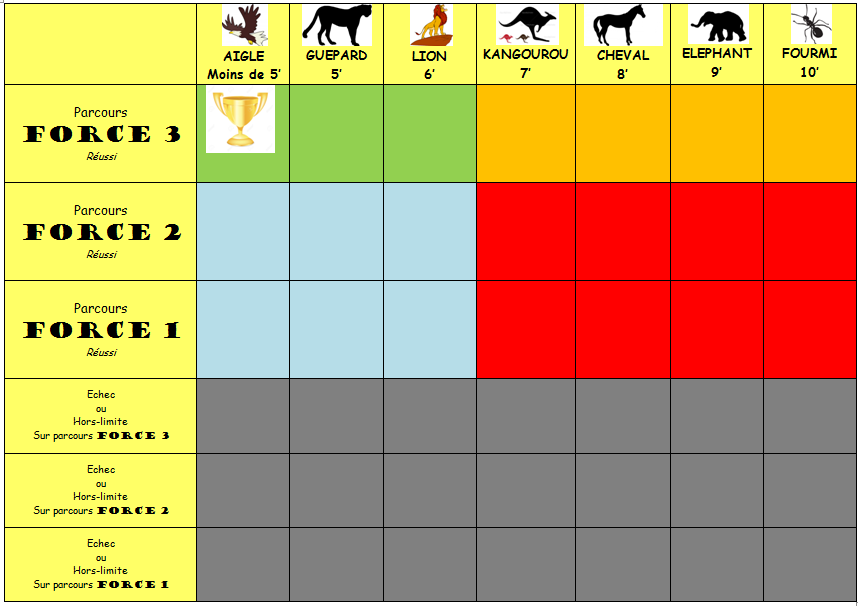 AIGLE
Moins de 5’
GUEPARD
5’
LION
6’
KANGOUROU
7’
CHEVAL
8’
ELEPHANT
9’
FOURMI
10’
Parcours
FORCE 3
Réussi
Parcours
FORCE 2
Réussi
Parcours
FORCE 1
Réussi
Echec
ou
Hors-limite
Sur parcours FORCE 3
Echec
ou
Hors-limite
Sur parcours FORCE 2
Echec
ou
Hors-limite
Sur parcours FORCE 1